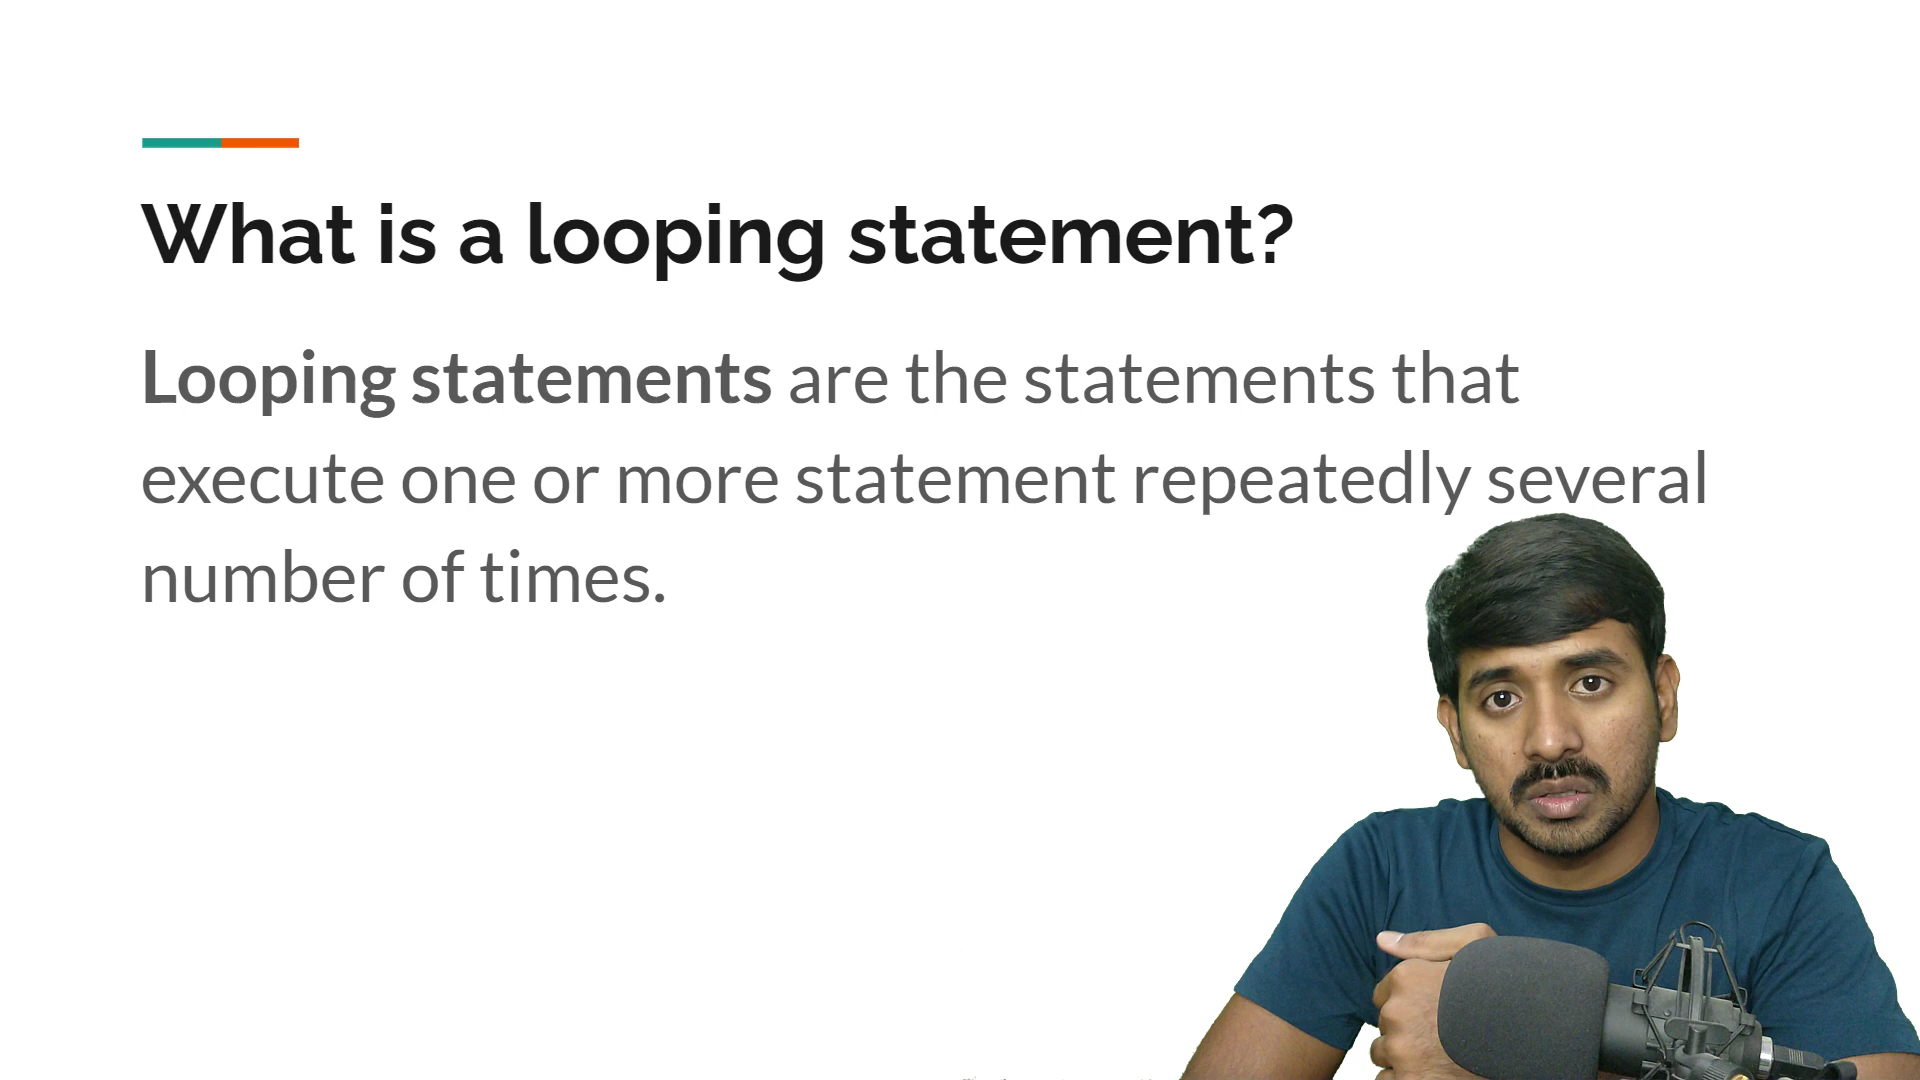 What is a looping statement?
Looping statements are the statements that
execute one or more statement repeatedly several
number of times.